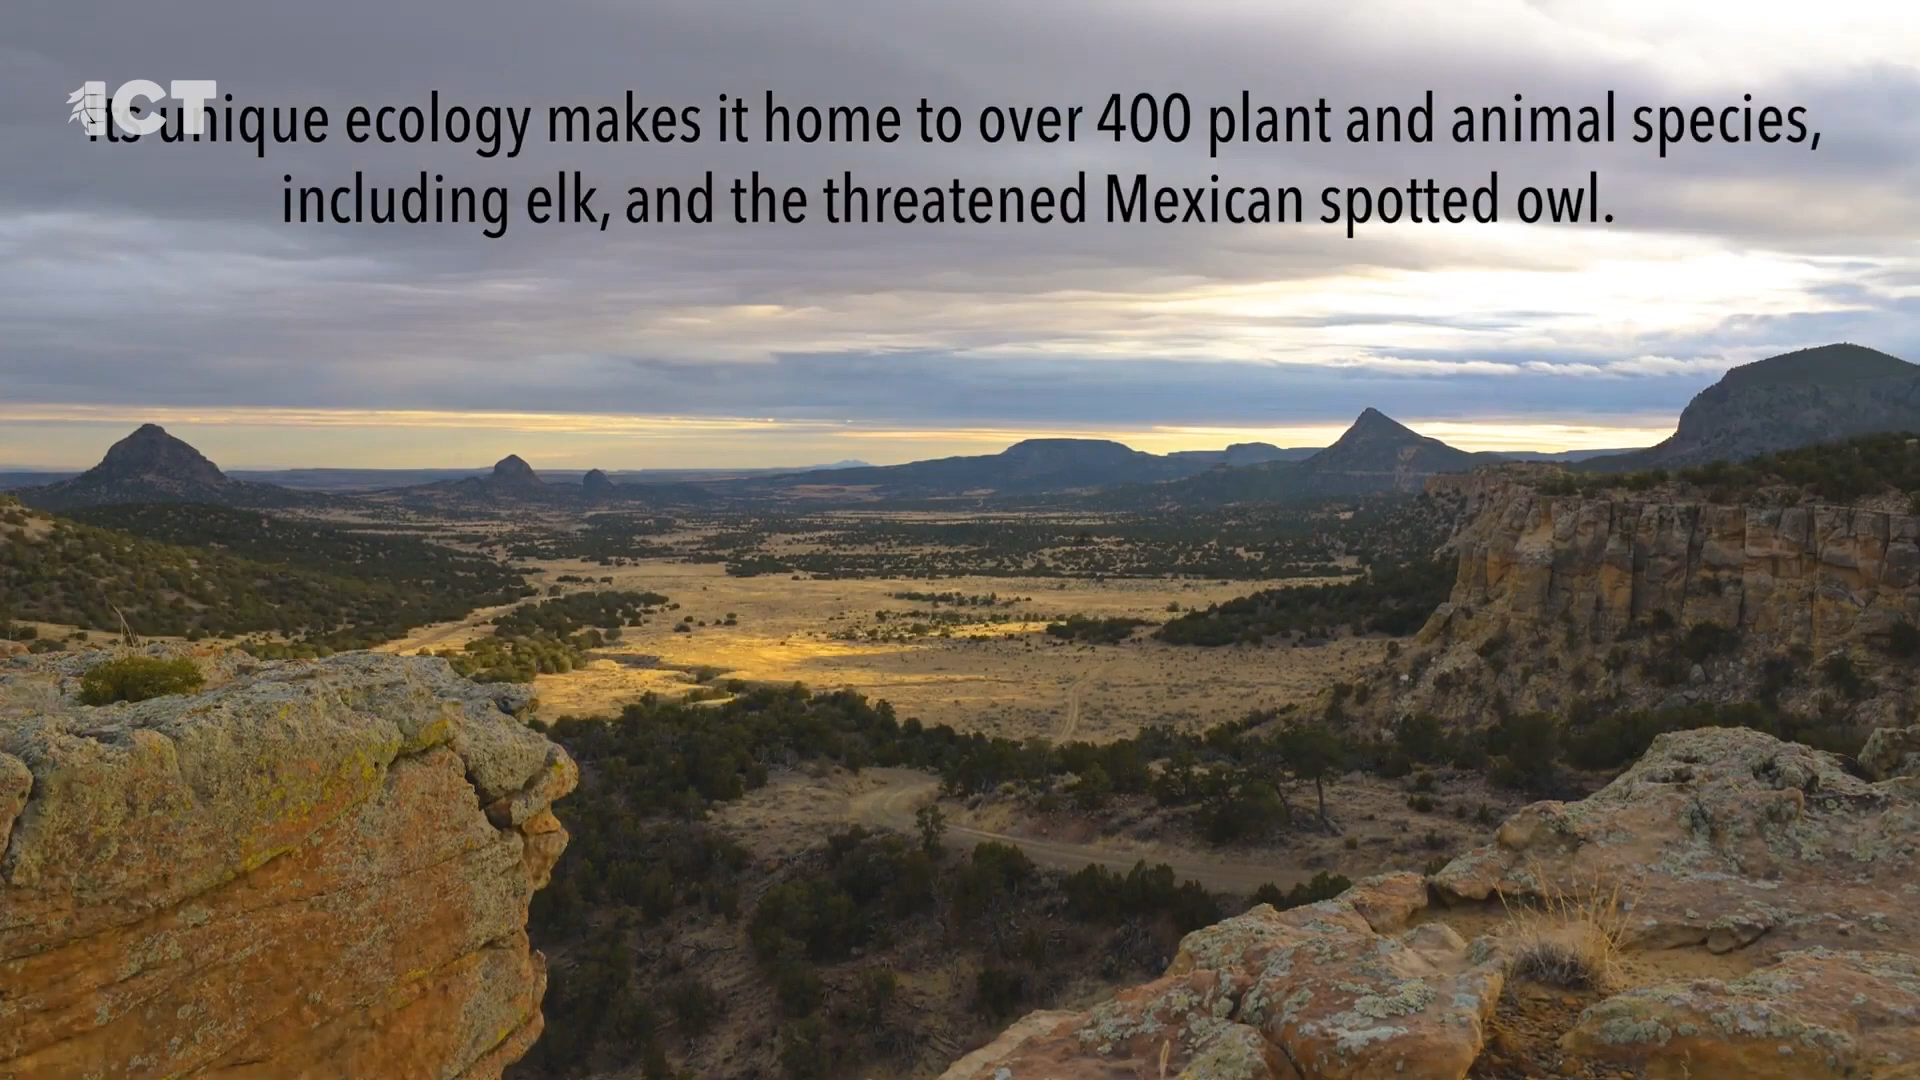 ICT
Its unique ecology makes it home to over 400 plant and animal species,
including elk, and the threatened Mexican spotted owl.